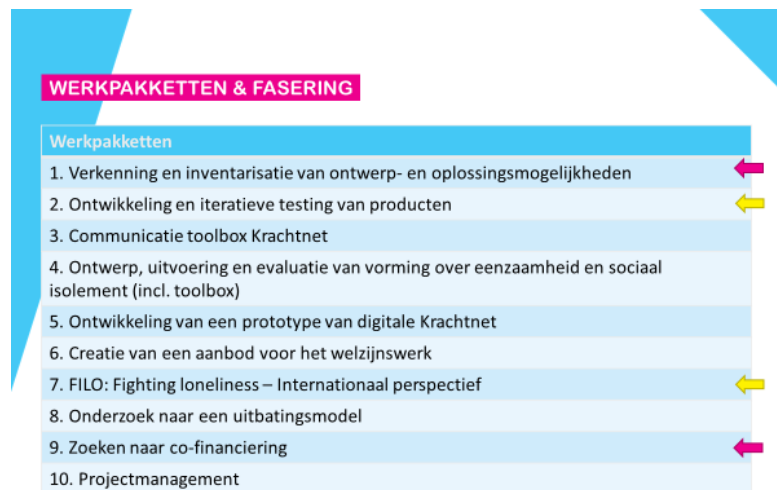 WERKPAKKETTEN & FASERING
Werkpakketten
1. Verkenning en inventarisatie van ontwerp- en oplossingsmogelijkheden
2. Ontwikkeling en iteratieve testing van producten
3. Communicatie toolbox Krachtnet
4. Ontwerp, uitvoering en evaluatie van vorming over eenzaamheid en sociaal
isolement (incl. toolbox)
5. Ontwikkeling van een prototype van digitale Krachtnet
6. Creatie van een aanbod voor het welzijnswerk
7. FILO: Fighting loneliness – Internationaal perspectief
8. Onderzoek naar een uitbatingsmodel
9. Zoeken naar co-financiering
10. Projectmanagement